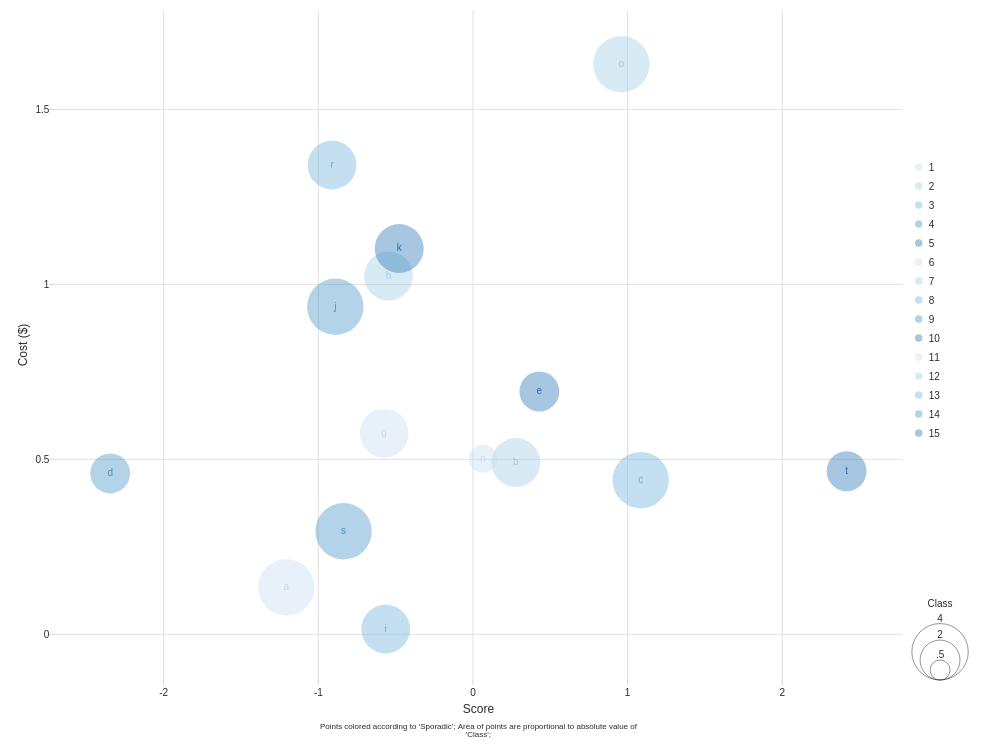 o
1.5
r
k
h
1
j
Cost ($)
e
g
n
b
0.5
d
c
t
s
a
i
0
-2
-1
0
1
2
Score
Points colored according to 'Sporadic'; Area of points are proportional to absolute value of
'Class';
1
2
3
4
5
6
7
8
9
10
11
12
13
14
15
Class
4
2
.5